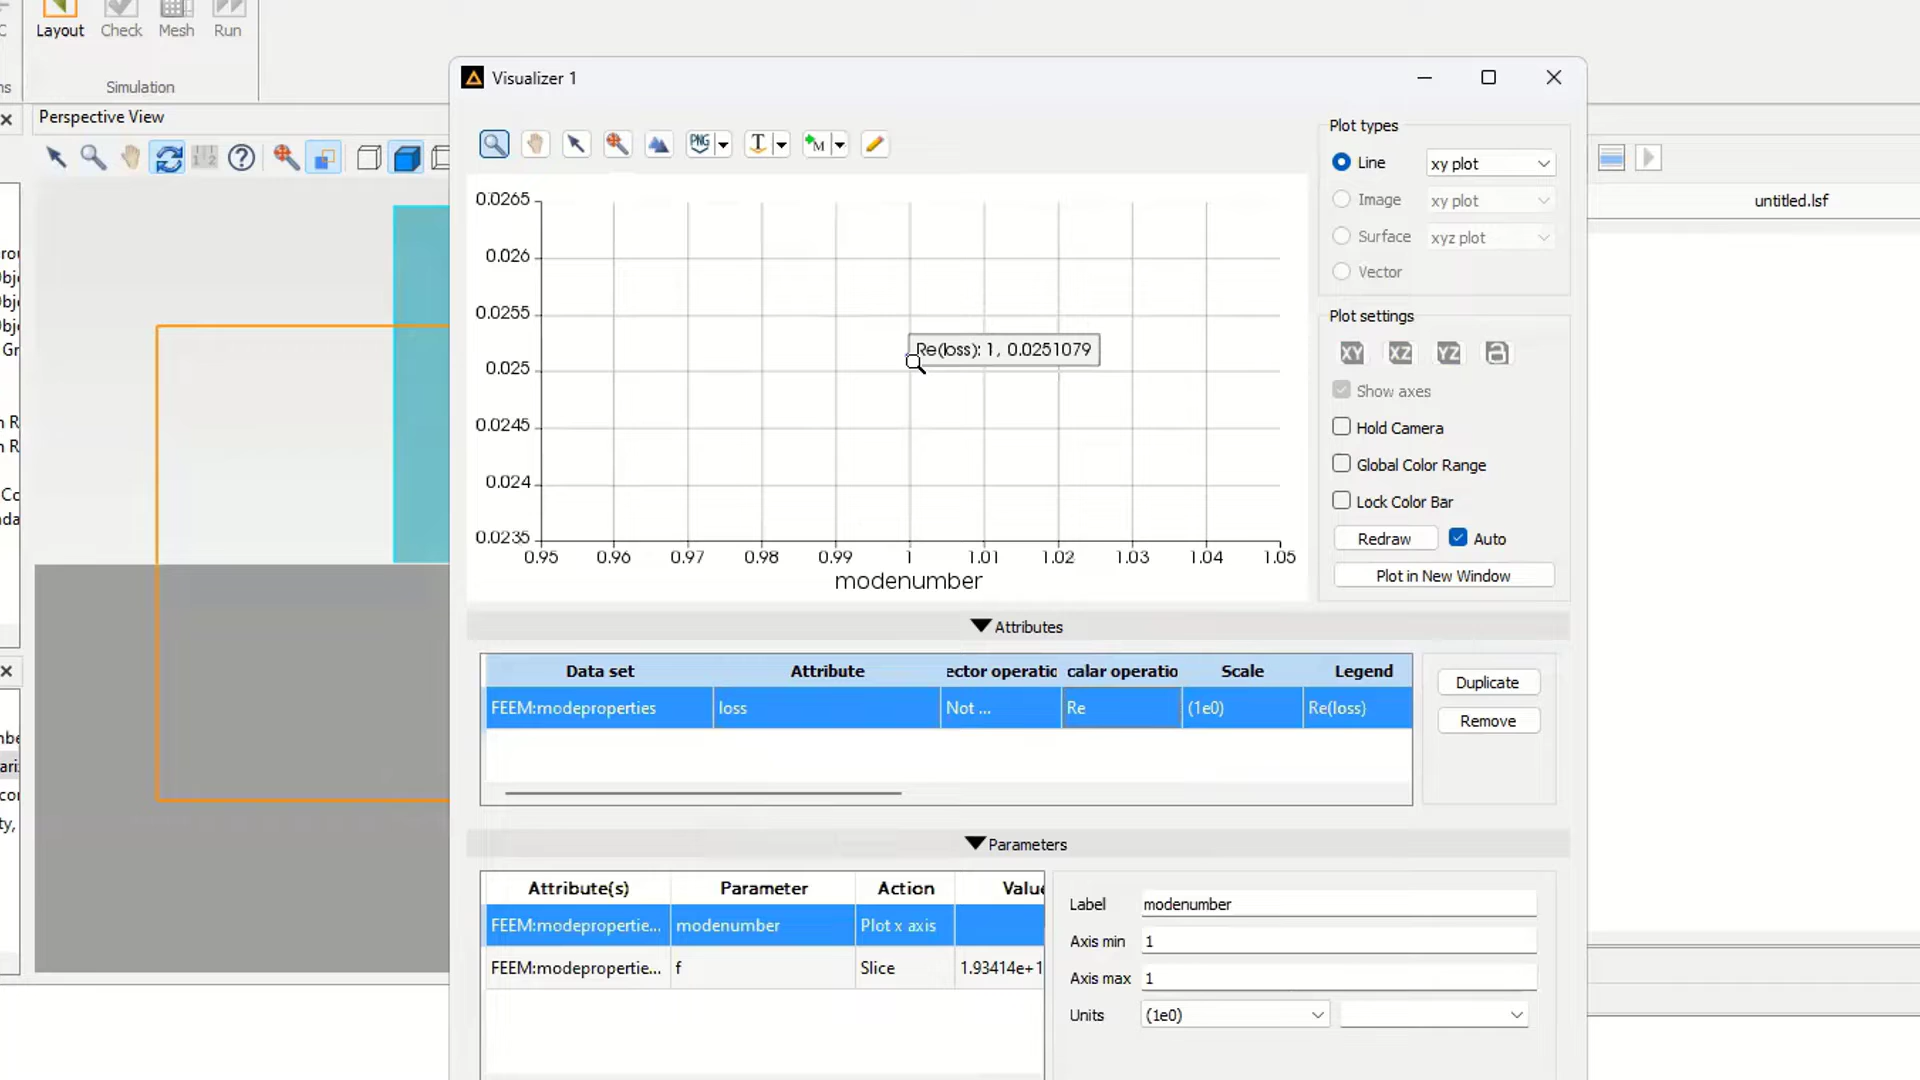 Layout
Check
Mesh
Run
Simulation
Perspective View
Visualizer 1
PNG
T
M
Plot types
Line
xy plot
Image
xy plot
Surface
xyz plot
Vector
untitled.lsf
0.0265
0.026
0.0255
0.025
0.0245
0.024
0.0235
Re(loss): 1, 0.0251079
0.95
0.96
0.97
0.98
0.99
1
1.01
1.02
1.03
1.04
1.05
modenumber
Plot settings
XY
XZ
YZ
Show axes
Hold Camera
Global Color Range
Lock Color Bar
Redraw
Auto
Plot in New Window
Attributes
Data set
Attribute
ector operatio
calar operatio
Scale
Legend
FEEM:modeproperties
loss
Not ...
Re
(1e0)
Re(loss)
Duplicate
Remove
Parameters
Attribute(s)
Parameter
Action
Value
FEEM:modepropertie...
modenumber
Plot x axis
FEEM:modepropertie...
f
Slice
1.93414e+1
Label
modenumber
Axis min
1
Axis max
1
Units
(1e0)